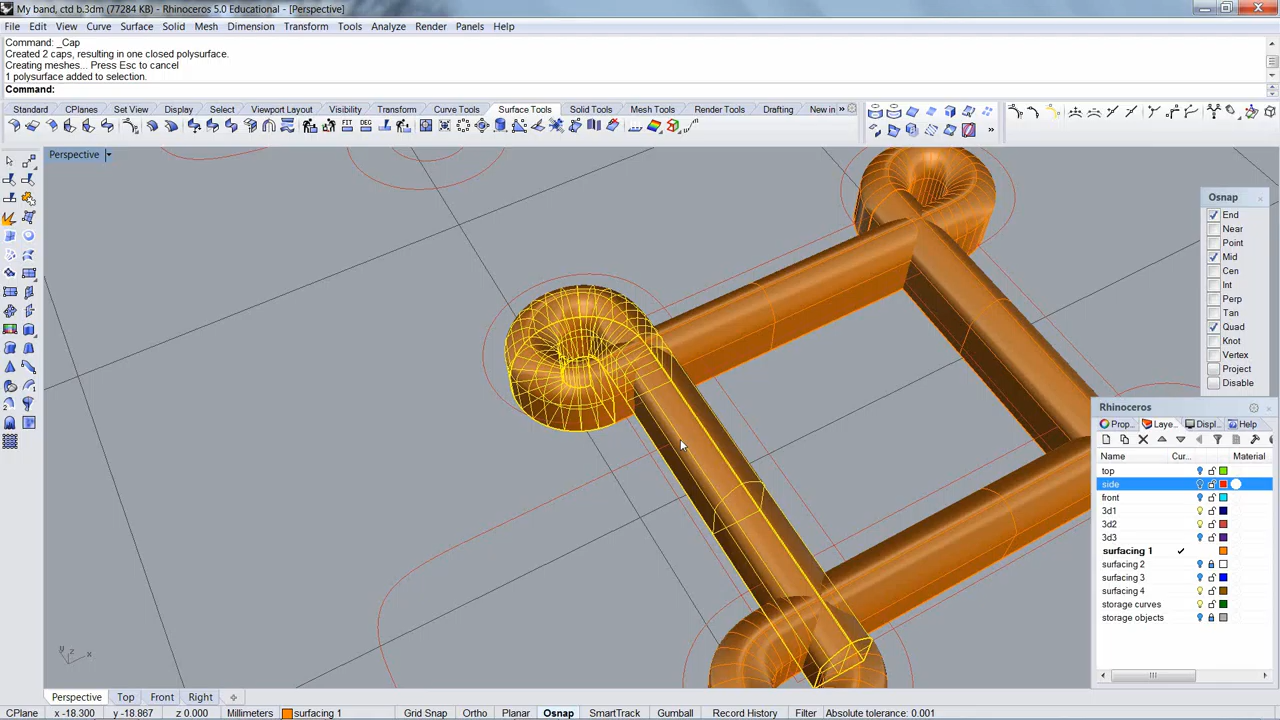 My band, ctd b.3dm (77284 KB) - Rhinoceros 5.0 Educational - [Perspective]
File Edit View Curve Surface Solid Mesh Dimension Transform Tools Analyze Render Panels Help
Command: _Cap
Created 2 caps, resulting in one closed polysurface.
Creating meshes... Press Esc to cancel
1 polysurface added to selection.
Command:
Standard CPlanes Set View Display Select Viewport Layout Visibility Transform Curve Tools Surface Tools Solid Tools Mesh Tools Render Tools Drafting New in »
FIT DEG
Perspective
Osnap
End
Near
Point
Mid
Cen
Int
Perp
Tan
Quad
Knot
Vertex
Project
Disable
Rhinoceros
Prop... Laye... Displ... Help
Name Cur... Material
top
side
front
3d1
3d2
3d3
surfacing 1
surfacing 2
surfacing 3
surfacing 4
storage curves
storage objects
z
y x
Perspective Top Front Right
CPlane x -18.300 y -18.867 z 0.000 Millimeters surfacing 1 Grid Snap Ortho Planar Osnap SmartTrack Gumball Record History Filter Absolute tolerance: 0.001